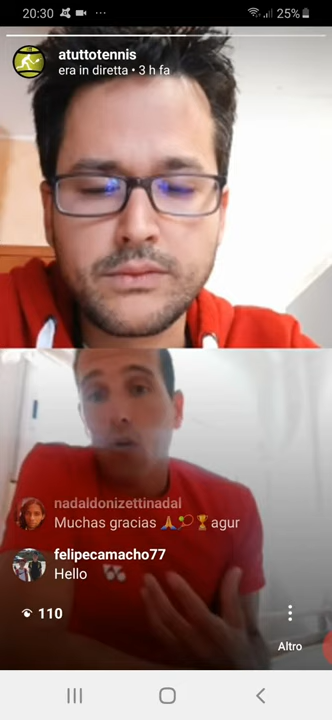 20:30
25%
atuttotennis
era in diretta • 3 h fa
nadaldonizettinadal
Muchas gracias 🙏🎾🏆agur
felipecamacho77
Hello
110
Altro